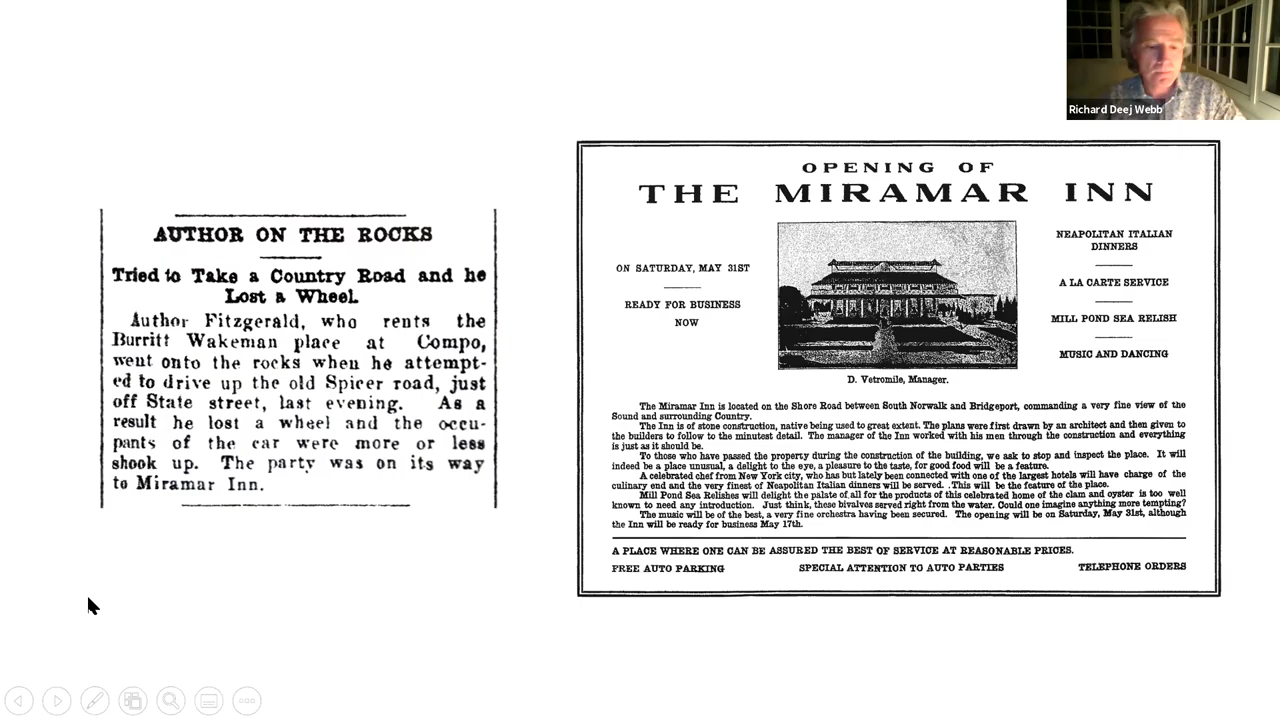 Richard Deej Webb
AUTHOR ON THE ROCKS
Tried to Take a Country Road and he
Lost a Wheel.
Author Fitzgerald, who rents the
Burritt Wakeman place at Compo,
went onto the rocks when he attempt-
ed to drive up the old Spicer road, just
off State street, last evening. As a
result he lost a wheel and the occu-
pants of the car were more or less
shook up. The party was on its way
to Miramar Inn.
OPENING OF
THE MIRAMAR INN
ON SATURDAY, MAY 31ST
READY FOR BUSINESS
NOW
NEAPOLITAN ITALIAN
DINNERS
A LA CARTE SERVICE
MILL POND SEA RELISH
MUSIC AND DANCING
D. Vetromile, Manager.
The Miramar Inn is located on the Shore Road between South Norwalk and Bridgeport, commanding a very fine view of the
Sound and surrounding Country.
The Inn is of stone construction, native being used to great extent. The plans were first drawn by an architect and then given to
the builders to follow to the minutest detail. The manager of the Inn worked with his men through the construction and everything
is just as it should be.
To those who have passed the property during the construction of the building, we ask to stop and inspect the place. It will
indeed be a place unusual, a delight to the eye, a pleasure to the taste, for good food will be a feature.
A celebrated chef from New York city, who has but lately been connected with one of the largest hotels will have charge of the
culinary end and the very finest of Neapolitan Italian dinners will be served. .This will be the feature of the place.
Mill Pond Sea Relishes will delight the palate of all for the products of this celebrated home of the clam and oyster is too well
known to need any introduction. Just think, these bivalves served right from the water. Could one imagine anything more tempting?
The music will be of the best, a very fine orchestra having been secured. The opening will be on Saturday, May 31st, although
the Inn will be ready for business May 17th.
A PLACE WHERE ONE CAN BE ASSURED THE BEST OF SERVICE AT REASONABLE PRICES.
FREE AUTO PARKING SPECIAL ATTENTION TO AUTO PARTIES TELEPHONE ORDERS